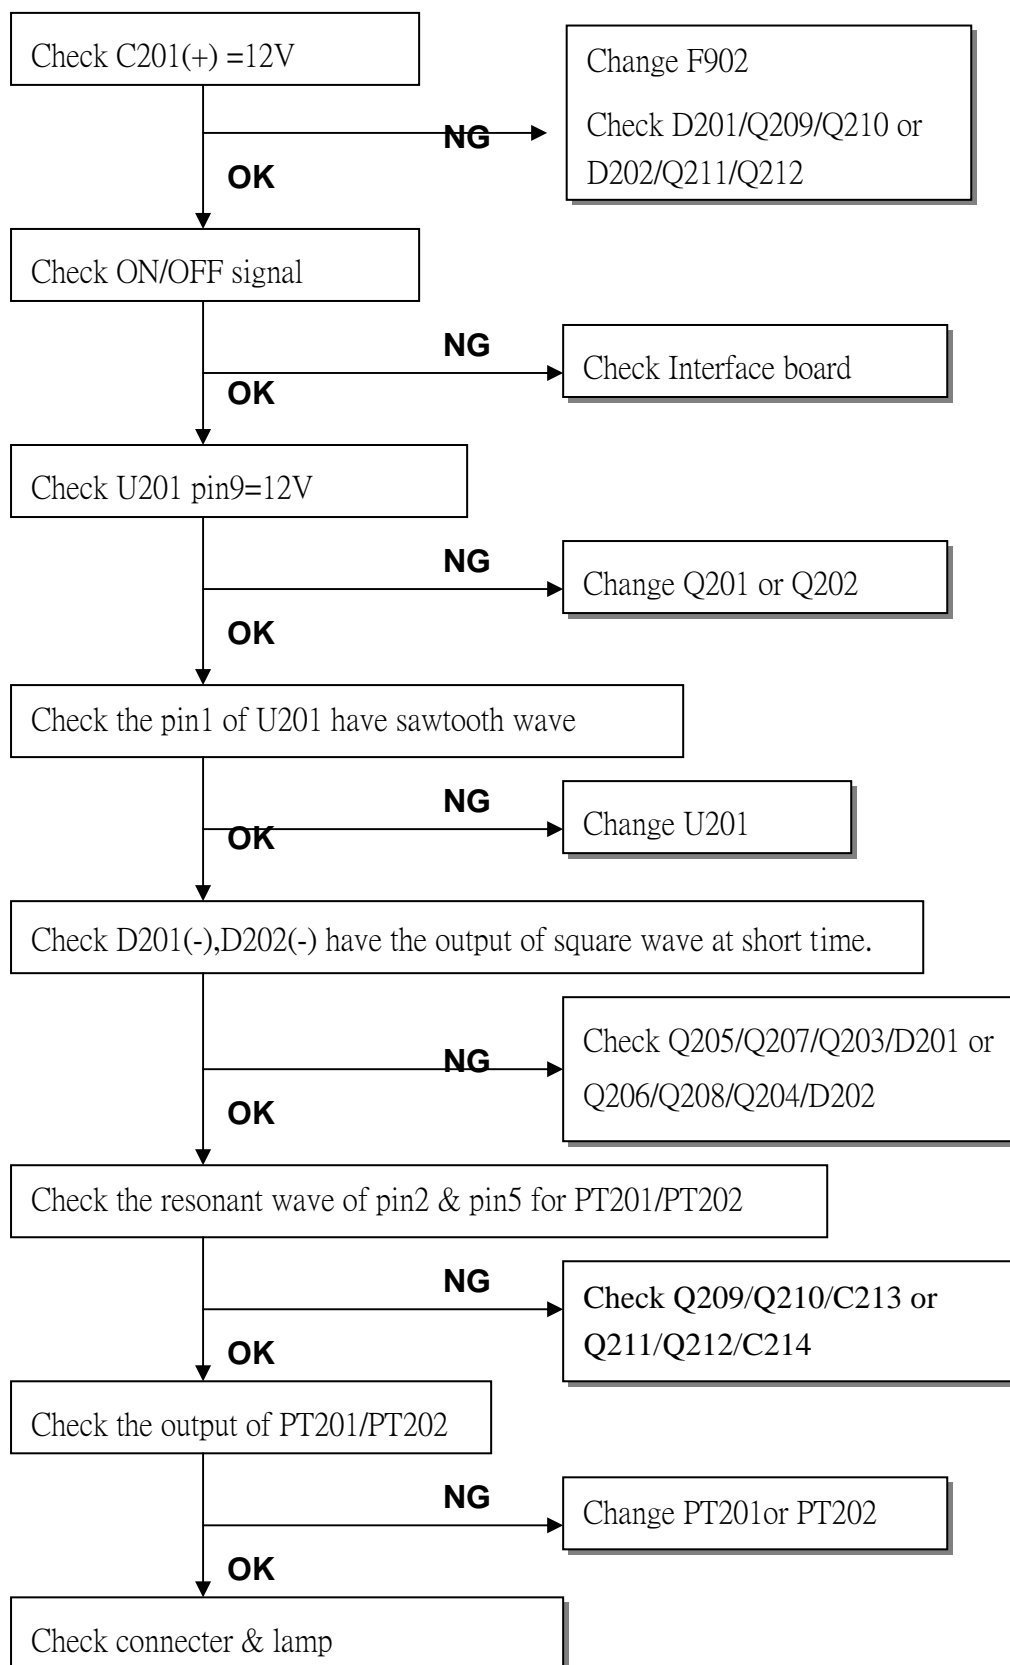 Check C201(+) =12V
Change F902
Check D201/Q209/Q210 or
D202/Q211/Q212
NG
OK
Check ON/OFF signal
NG
Check Interface board
OK
Check U201 pin9=12V
NG
Change Q201 or Q202
OK
Check the pin1 of U201 have sawtooth wave
NG
Change U201
OK
Check D201(-),D202(-) have the output of square wave at short time.
Check Q205/Q207/Q203/D201 or
Q206/Q208/Q204/D202
NG
OK
Check the resonant wave of pin2 & pin5 for PT201/PT202
NG
Check Q209/Q210/C213 or
Q211/Q212/C214
OK
Check the output of PT201/PT202
NG
Change PT201or PT202
OK
Check connecter & lamp